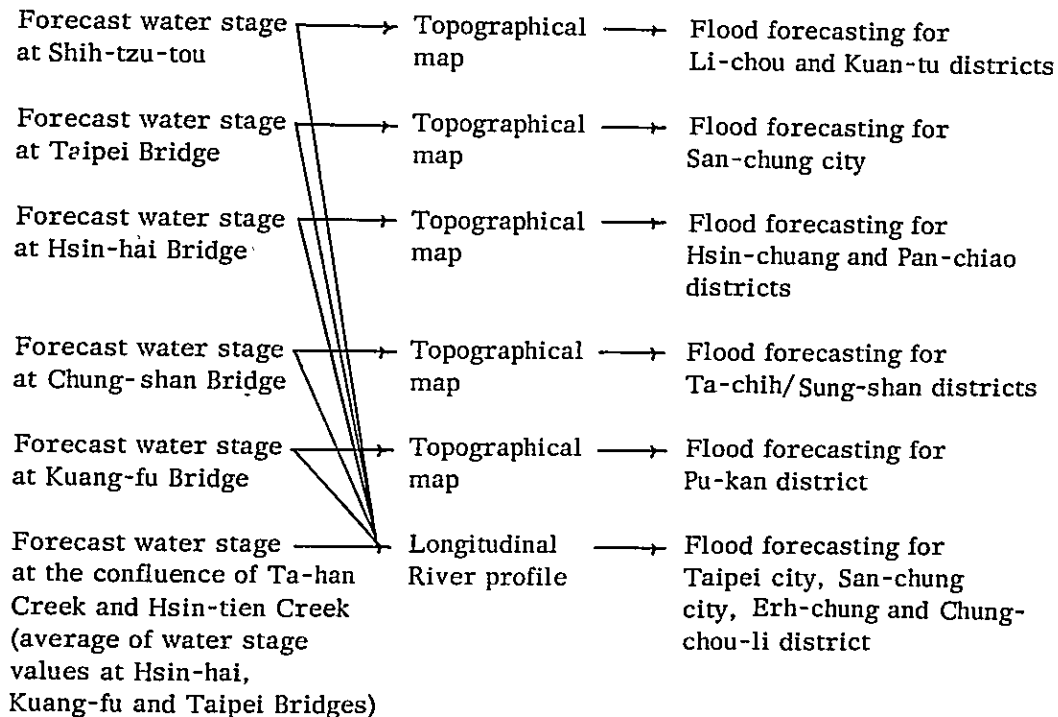 Forecast water stage
at Shih-tzu-tou
Topographical
map
Flood forecasting for
Li-chou and Kuan-tu districts
Forecast water stage
at Taipei Bridge
Topographical
map
Flood forecasting for
San-chung city
Forecast water stage
at Hsin-hai Bridge
Topographical
map
Flood forecasting for
Hsin-chuang and Pan-chiao
districts
Forecast water stage
at Chung-shan Bridge
Topographical
map
Flood forecasting for
Ta-chih/Sung-shan districts
Forecast water stage
at Kuang-fu Bridge
Topographical
map
Flood forecasting for
Pu-kan district
Forecast water stage
at the confluence of Ta-han
Creek and Hsin-tien Creek
(average of water stage
values at Hsin-hai,
Kuang-fu and Taipei Bridges)
Longitudinal
River profile
Flood forecasting for
Taipei city, San-chung
city, Erh-chung and Chung-
chou-li district